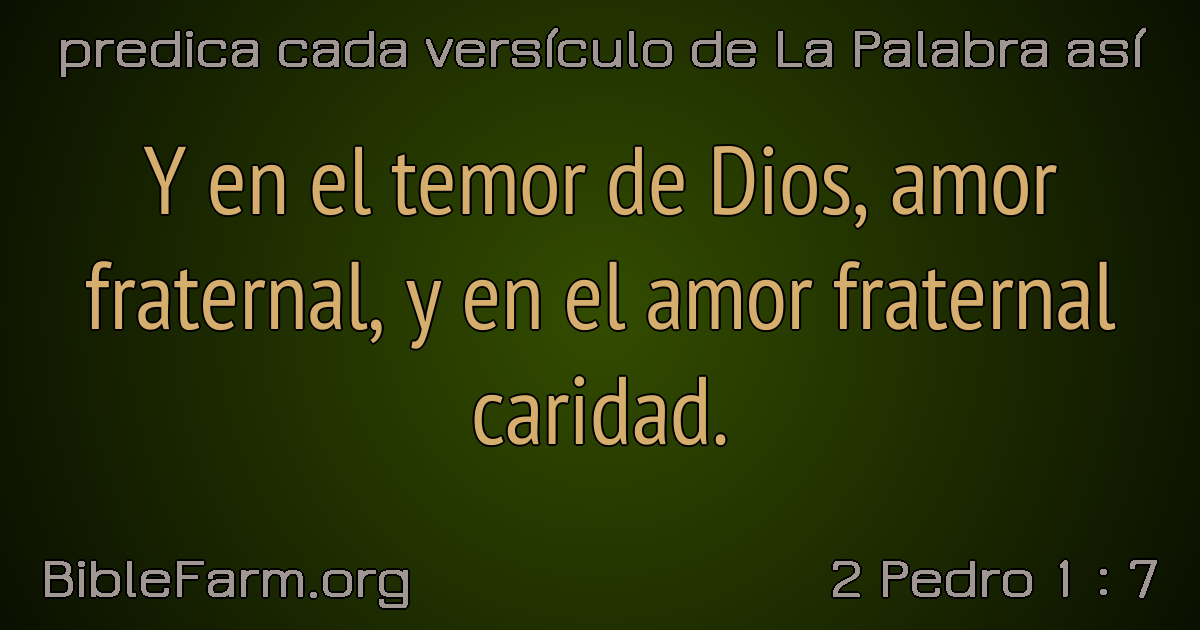 predica cada versículo de La Palabra así
Y en el temor de Dios, amor
fraternal, y en el amor fraternal
caridad.
BibleFarm.org
2 Pedro 1 : 7